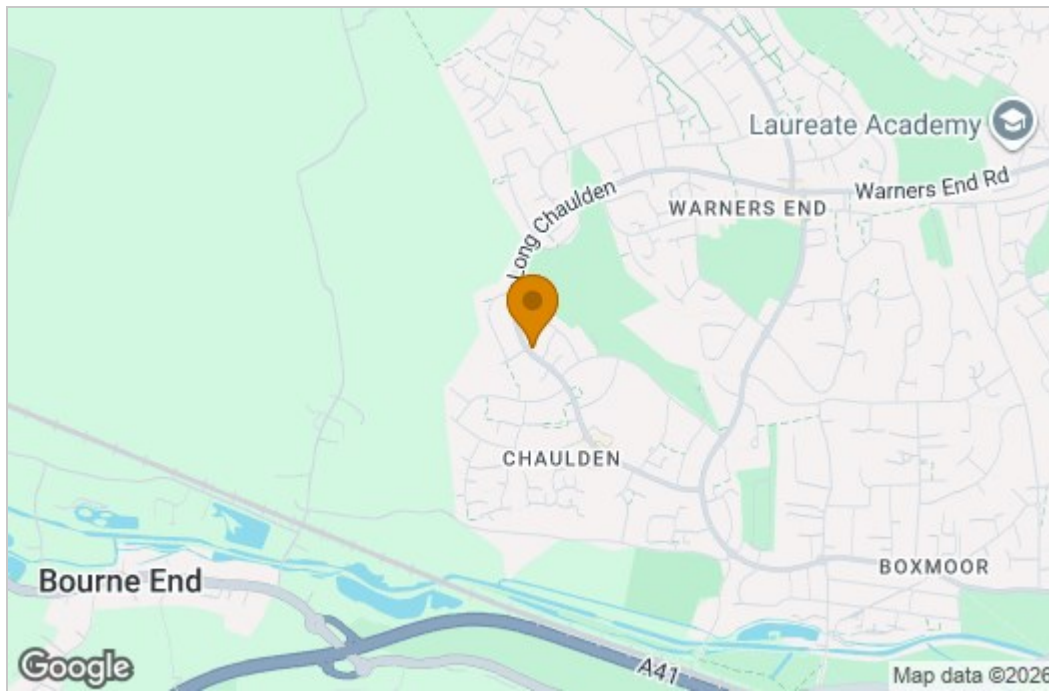 Laureate Academy
Warners End Rd
WARNERS END
Long Chaulden
CHAULDEN
BOXMOOR
Bourne End
A41
Google
Map data ©2026